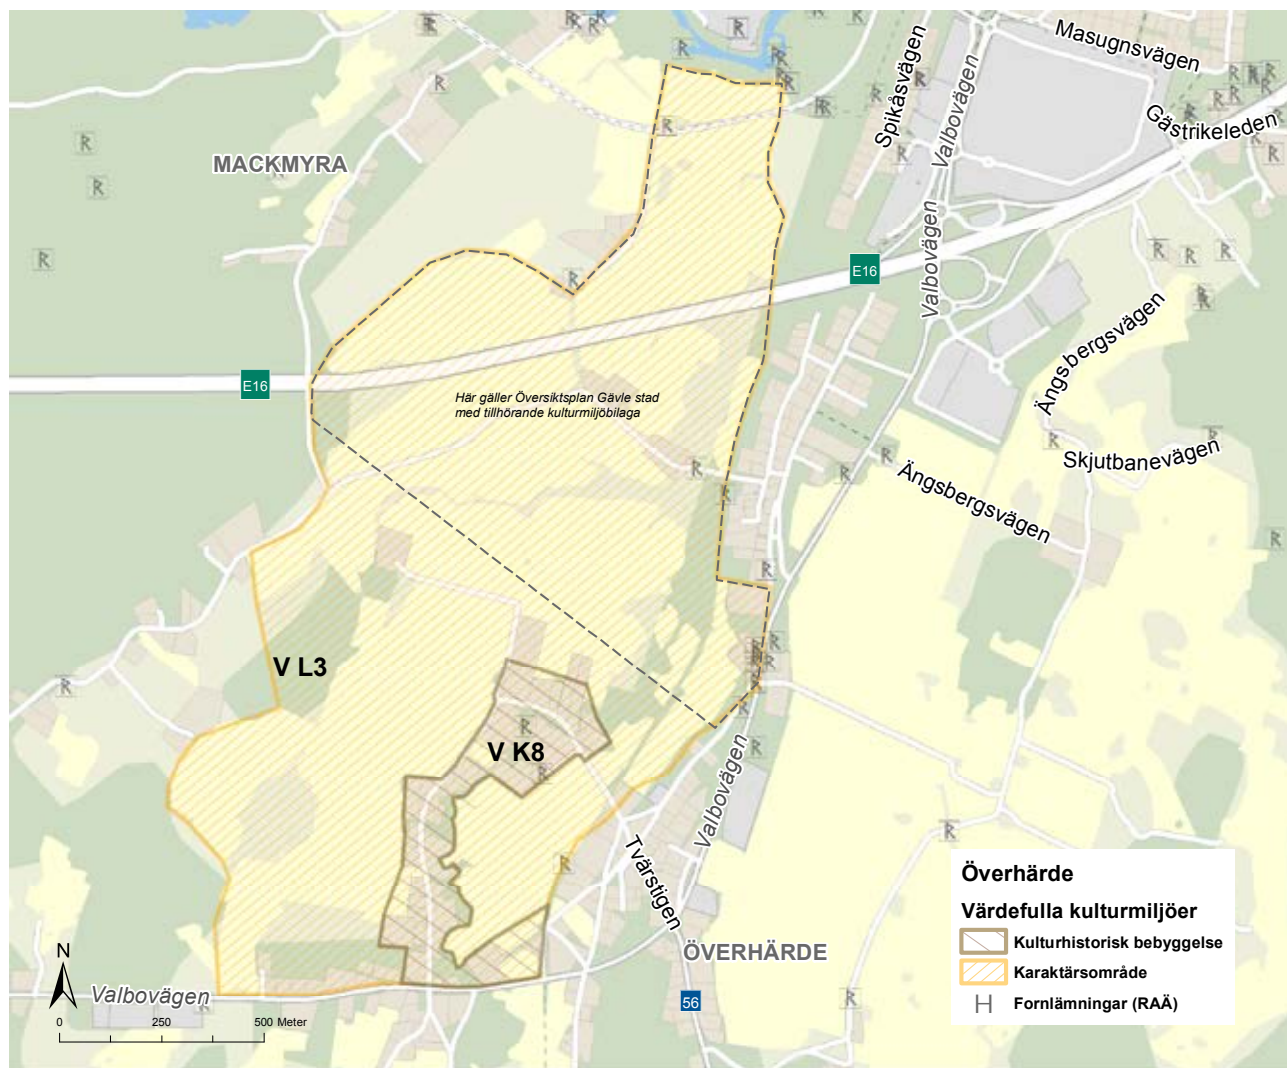 Masugnsvägen
Spikåsvägen
Valbovägen
Gästrikeleden
MACKMYRA
Valbovägen
E16
E16
Ängsbergsvägen
Här gäller Översiktsplan Gävle stad
med tillhörande kulturmiljöbilaga
Skjutbanevägen
Ängsbergsvägen
V L3
V K8
Valbovägen
Tvärstigen
ÖVERHÄRDE
56
N
Valbovägen
0 250 500 Meter
Överhärde
Värdefulla kulturmiljöer
Kulturhistorisk bebyggelse
Karaktärsområde
Fornlämningar (RAÄ)